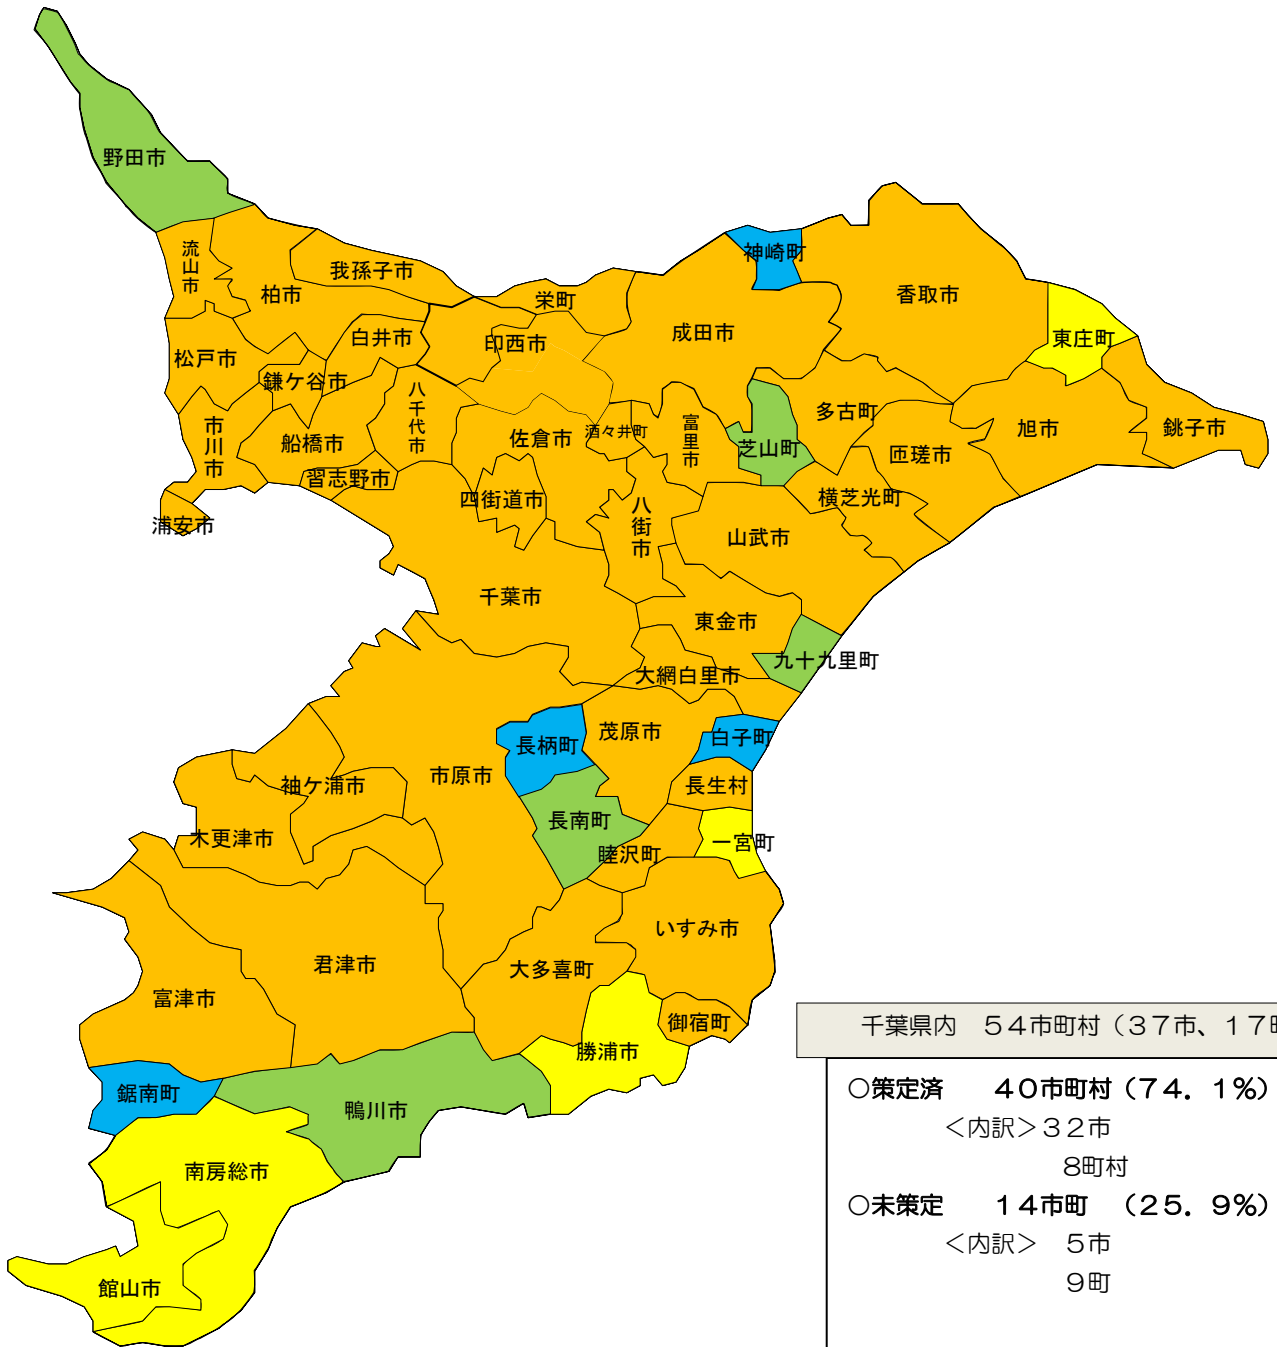 野田市
流山市
柏市
我孫子市
神崎町
香取市
栄町
成田市
東庄町
松戸市
白井市
印西市
鎌ケ谷市
八千代市
市川市
船橋市
佐倉市
酒々井町
富里市
芝山町
多古町
匝瑳市
旭市
銚子市
習志野市
四街道市
八街市
横芝光町
浦安市
山武市
千葉市
東金市
九十九里町
大網白里市
長柄町
茂原市
白子町
市原市
袖ケ浦市
長生村
木更津市
長南町
一宮町
睦沢町
いすみ市
君津市
大多喜町
富津市
御宿町
勝浦市
鋸南町
鴨川市
南房総市
館山市
千葉県内　５４市町村（３７市、１７町
○策定済　　４０市町村（７４．１％）
＜内訳＞３２市
８町村
○未策定　　１４市町　（２５．９％）
＜内訳＞　５市
９町